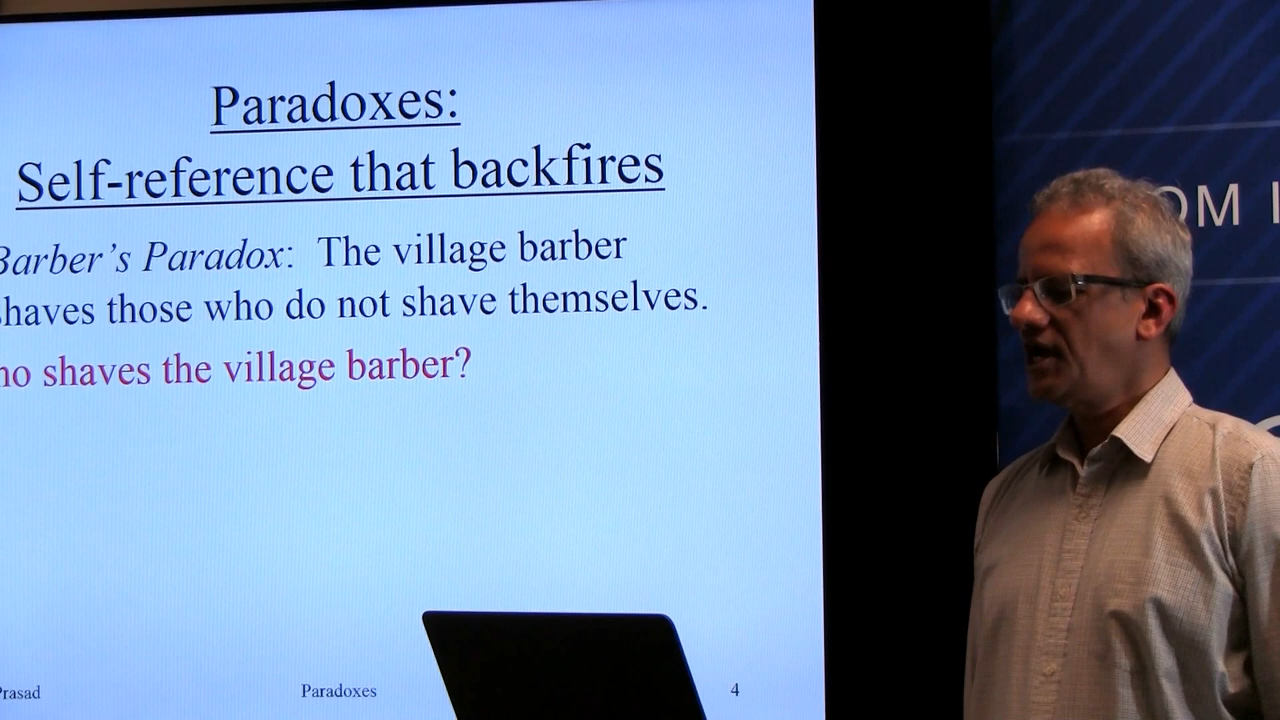 Paradoxes:
Self-reference that backfires
Barber's Paradox: The village barber
shaves those who do not shave themselves.
shaves the village barber?
Prasad
Paradoxes
4
OM